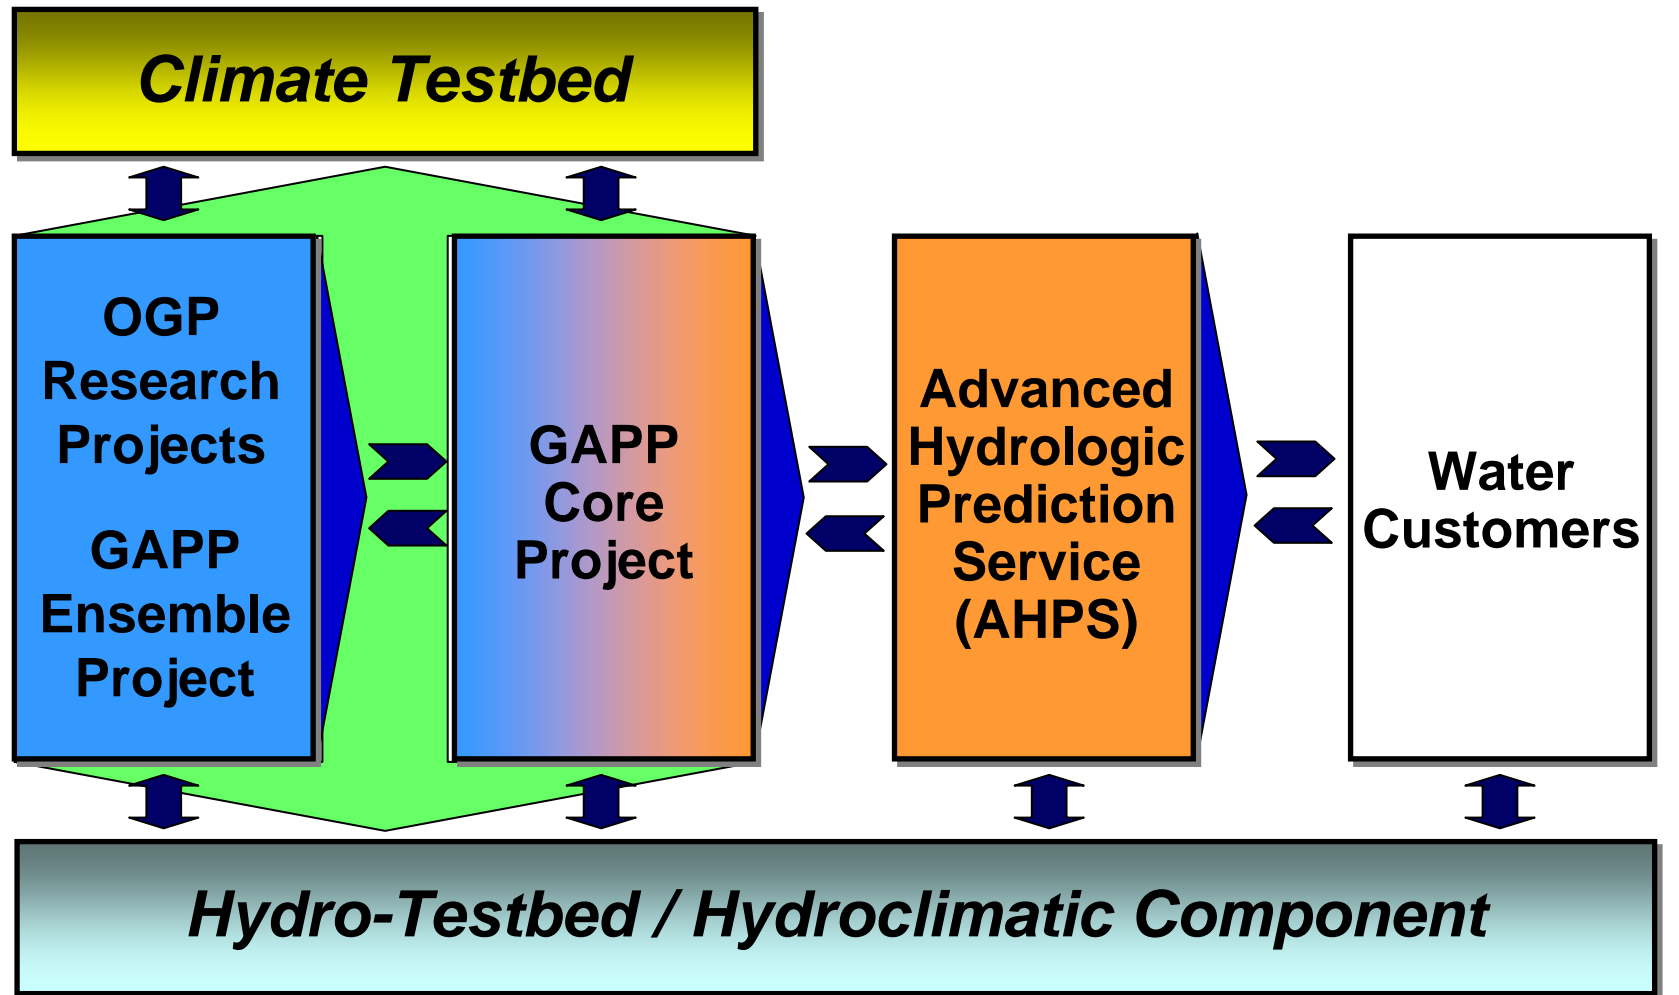 Climate Testbed
OGP
Research
Projects
GAPP
Ensemble
Project
GAPP
Core
Project
Advanced
Hydrologic
Prediction
Service
(AHPS)
Water
Customers
Hydro-Testbed / Hydroclimatic Component